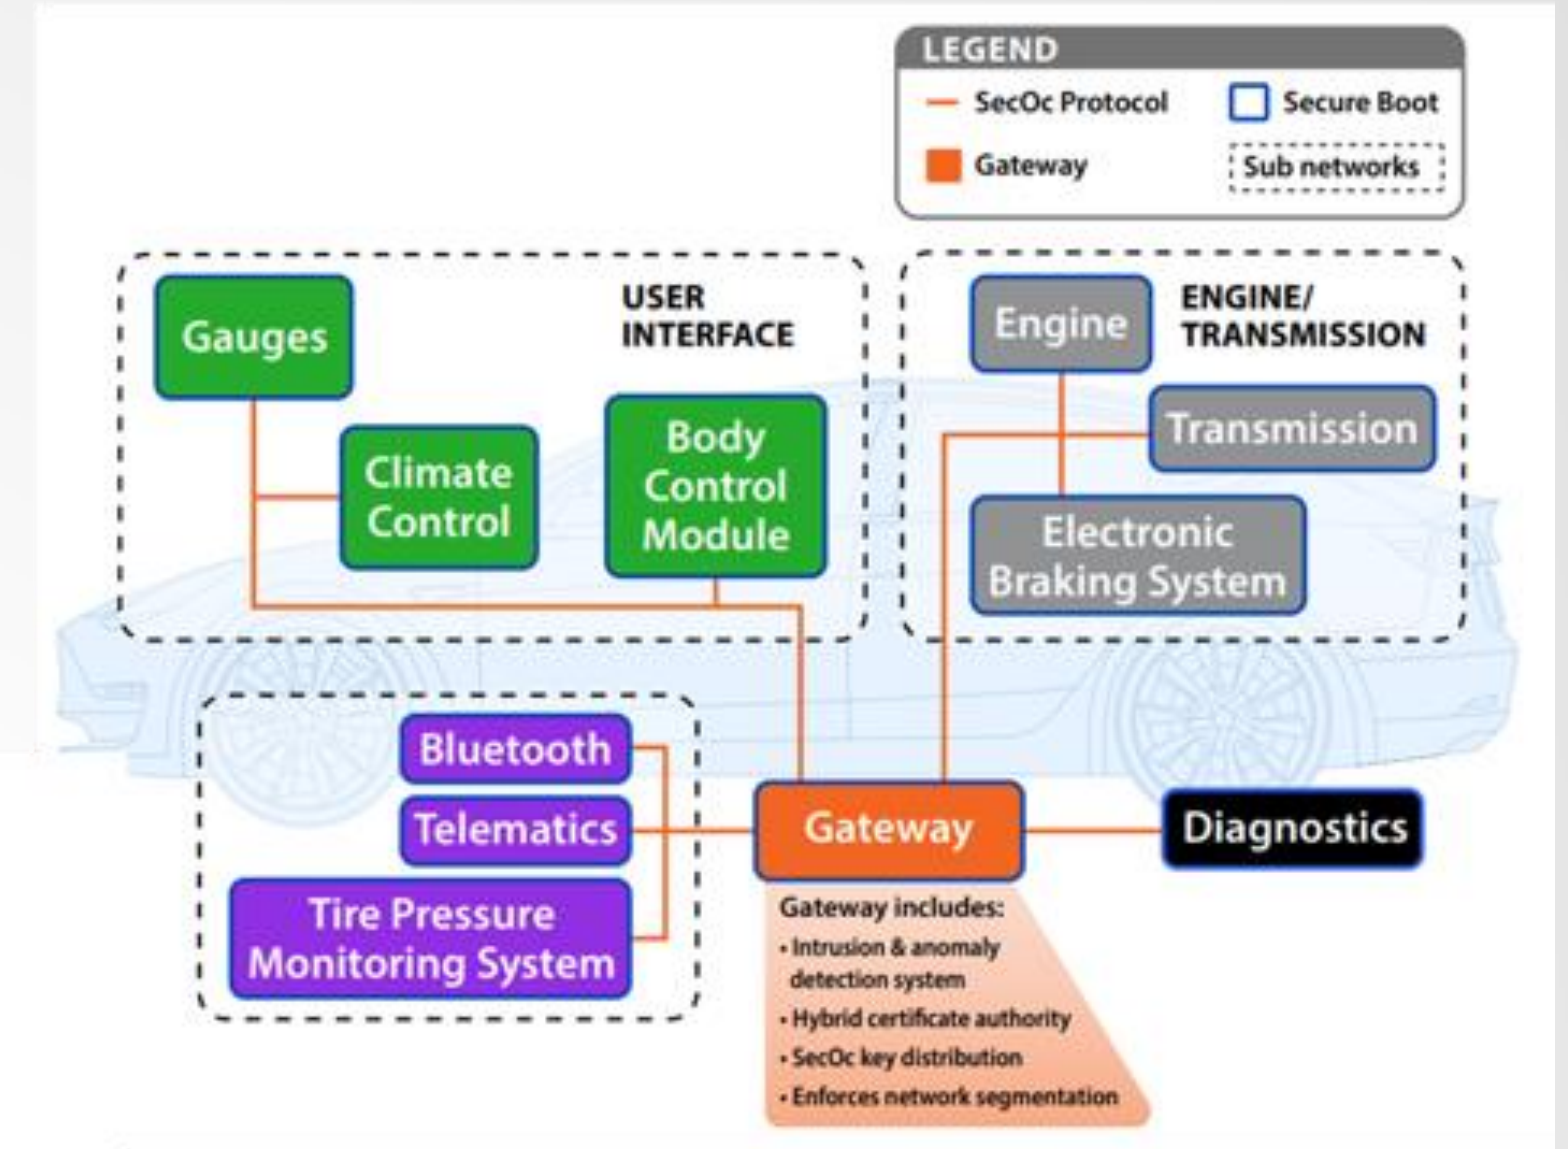 LEGEND
SecOc Protocol
Secure Boot
Gateway
Sub networks
Gauges
USER
INTERFACE
Climate
Control
Body
Control
Module
Engine
ENGINE/
TRANSMISSION
Transmission
Electronic
Braking System
Bluetooth
Telematics
Tire Pressure
Monitoring System
Gateway
Diagnostics
Gateway includes:
• Intrusion & anomaly
detection system
• Hybrid certificate authority
• SecOc key distribution
• Enforces network segmentation